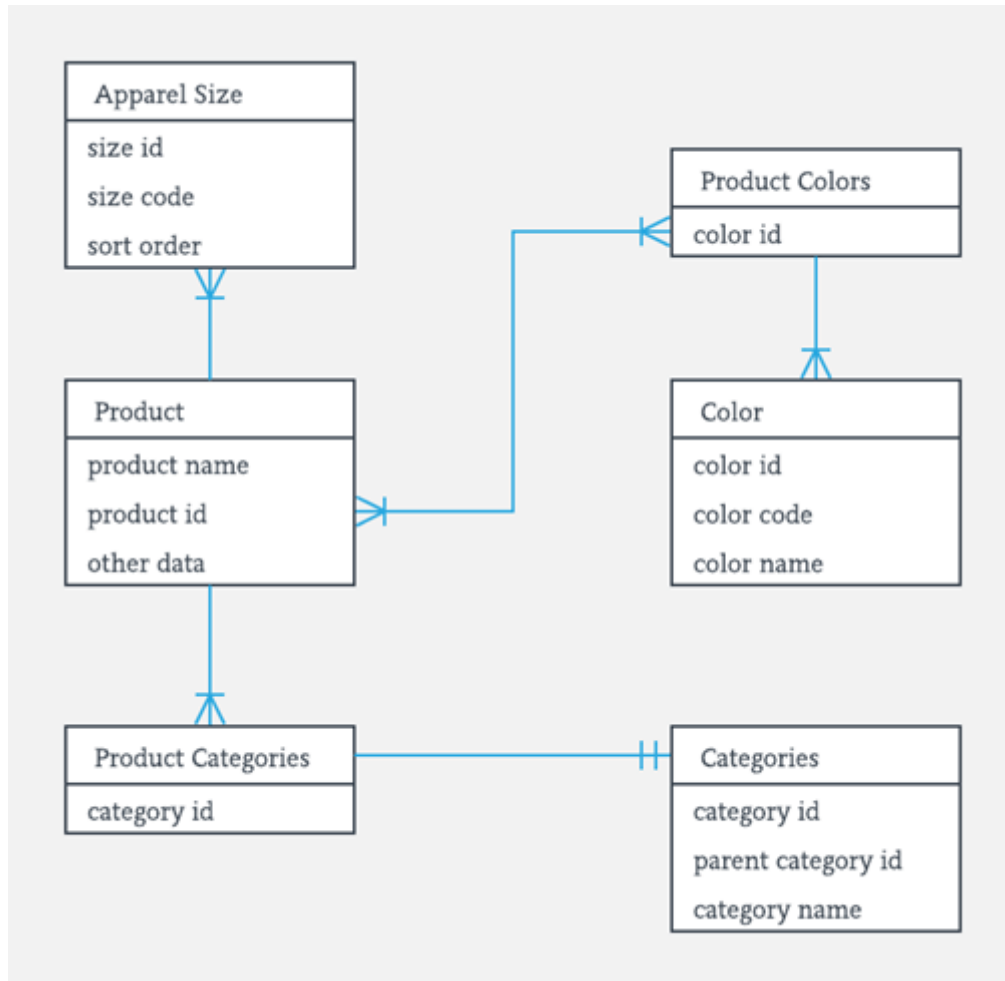 Apparel Size
size id
size code
sort order
Product Colors
color id
Product
product name
product id
other data
Color
color id
color code
color name
Product Categories
category id
Categories
category id
parent category id
category name